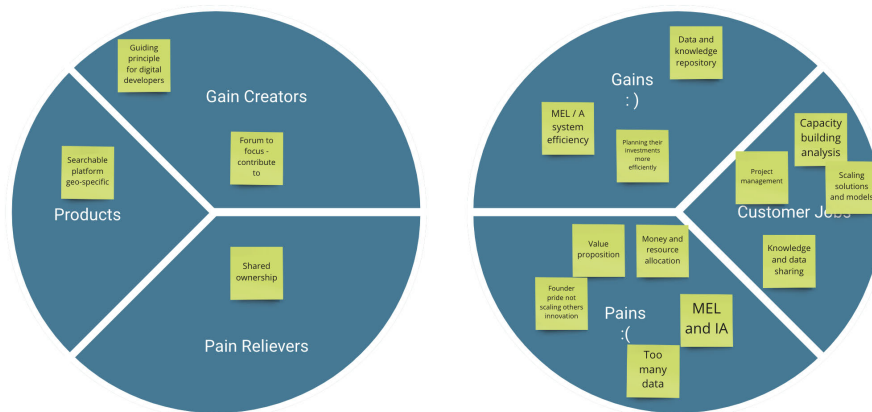 Guiding
principle
for digital
developers
Gain Creators
Forum to
focus -
contribute
to
Searchable
platform
geo-specific
Products
Shared
ownership
Pain Relievers
Data and
knowledge
repository
Gains
: )
MEL / A
system
efficiency
Planning their
investments
more
efficiently
Capacity
building
analysis
Project
management
Scaling
solutions
and models
Customer Jobs
Knowledge
and data
sharing
Value
proposition
Money and
resource
allocation
Founder
pride not
scaling others
innovation
Pains
:(
MEL
and IA
Too
many
data